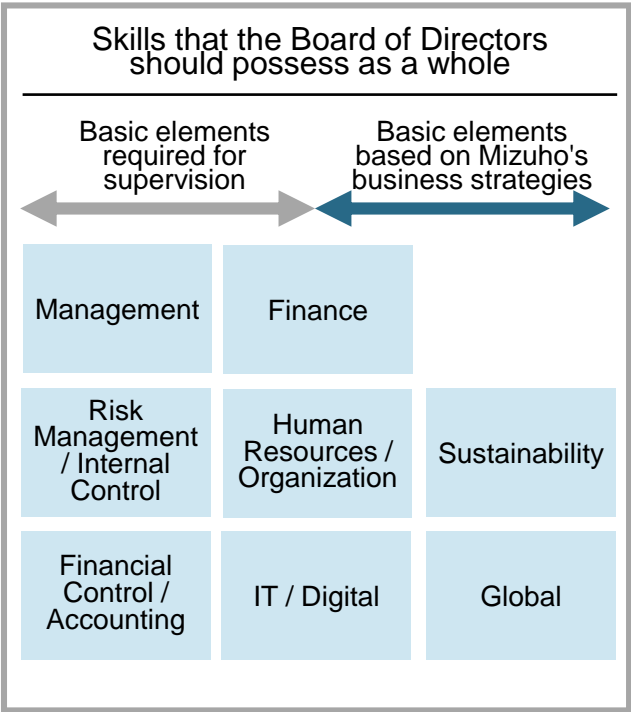 Skills that the Board of Directors
should possess as a whole
Basic elements
required for
supervision
Basic elements
based on Mizuho's
business strategies
Management
Finance
Risk
Management
/ Internal
Control
Human
Resources /
Organization
Sustainability
Financial
Control /
Accounting
IT / Digital
Global